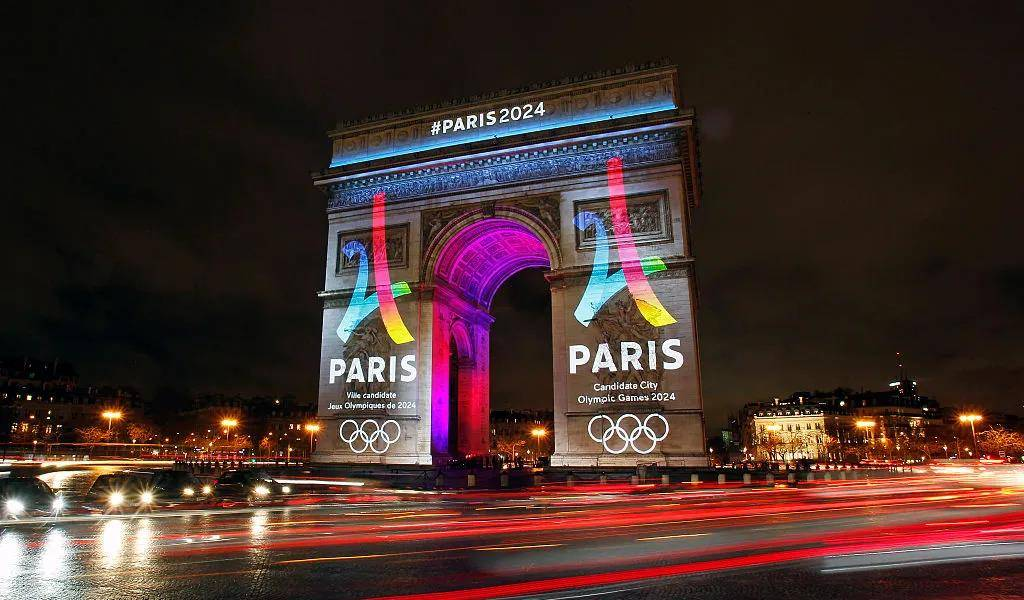 #PARIS2024
PARIS
Ville candidate
Jeux Olympiques de 2024
PARIS
Candidate City
Olympic Games 2024